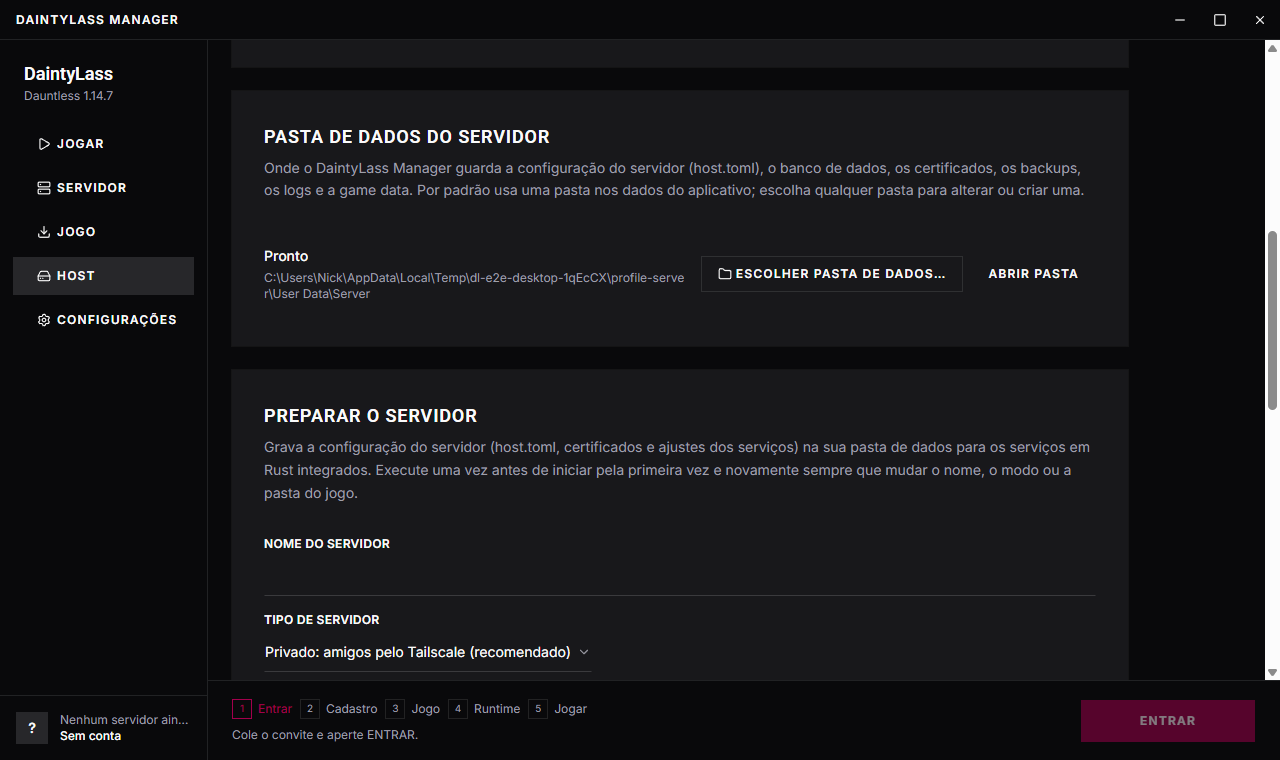 DAINTYLASS MANAGER
DaintyLass
Dauntless 1.14.7
JOGAR
SERVIDOR
JOGO
HOST
CONFIGURAÇÕES
PASTA DE DADOS DO SERVIDOR
Onde o DaintyLass Manager guarda a configuração do servidor (host.toml), o banco de dados, os certificados, os backups,
os logs e a game data. Por padrão usa uma pasta nos dados do aplicativo; escolha qualquer pasta para alterar ou criar uma.
Pronto
C:\Users\Nick\AppData\Local\Temp\dl-e2e-desktop-1qEcCX\profile-serve
r\User Data\Server
ESCOLHER PASTA DE DADOS...
ABRIR PASTA
PREPARAR O SERVIDOR
Grava a configuração do servidor (host.toml, certificados e ajustes dos serviços) na sua pasta de dados para os serviços em
Rust integrados. Execute uma vez antes de iniciar pela primeira vez e novamente sempre que mudar o nome, o modo ou a
pasta do jogo.
NOME DO SERVIDOR
TIPO DE SERVIDOR
Privado: amigos pelo Tailscale (recomendado)
?
Nenhum servidor ain...
Sem conta
1 Entrar 2 Cadastro 3 Jogo 4 Runtime 5 Jogar
Cole o convite e aperte ENTRAR.
ENTRAR